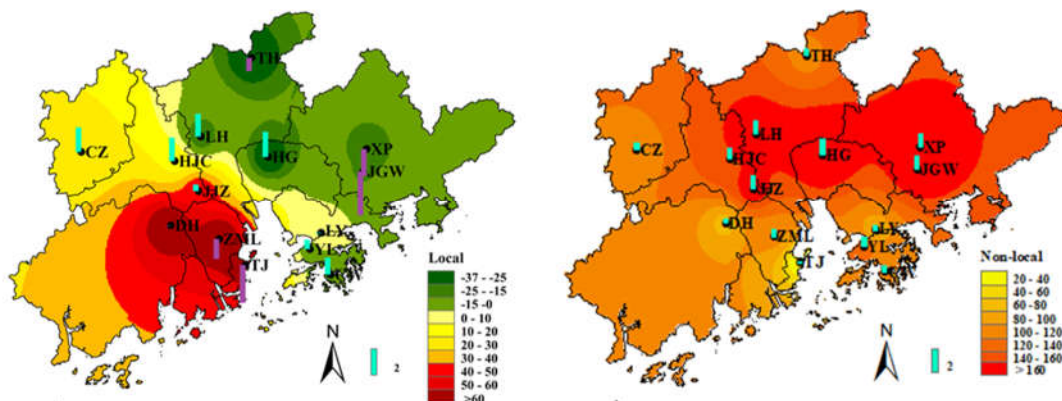 TH
LH
XP
HG
CZ
HJC
JGW
JJZ
DH
LY
ZML
YL
TJ
N
2
Local
-37 - -25
-25 - -15
-15 -0
0 - 10
10 - 20
20 - 30
30 - 40
40 - 50
50 - 60
>60
TH
LH
XP
HG
CZ
HJC
JGW
JJZ
DH
LY
ZML
YL
TJ
N
2
Non-local
20 - 40
40 - 60
60 - 80
80 - 100
100 - 120
120 - 140
140 - 160
> 160